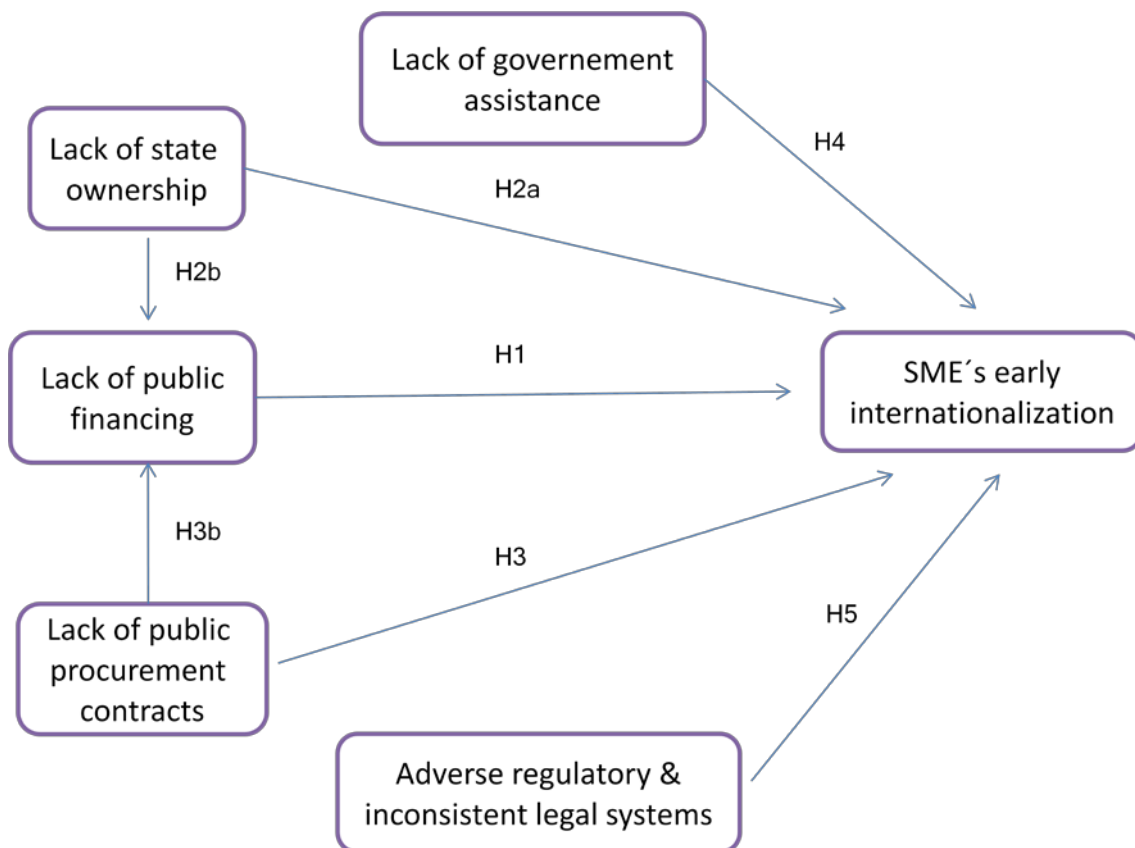 Lack of governement
assistance
Lack of state
ownership
H4
H2a
H2b
Lack of public
financing
H1
SME´s early
internationalization
H3b
H3
Lack of public
procurement
contracts
H5
Adverse regulatory &
inconsistent legal systems